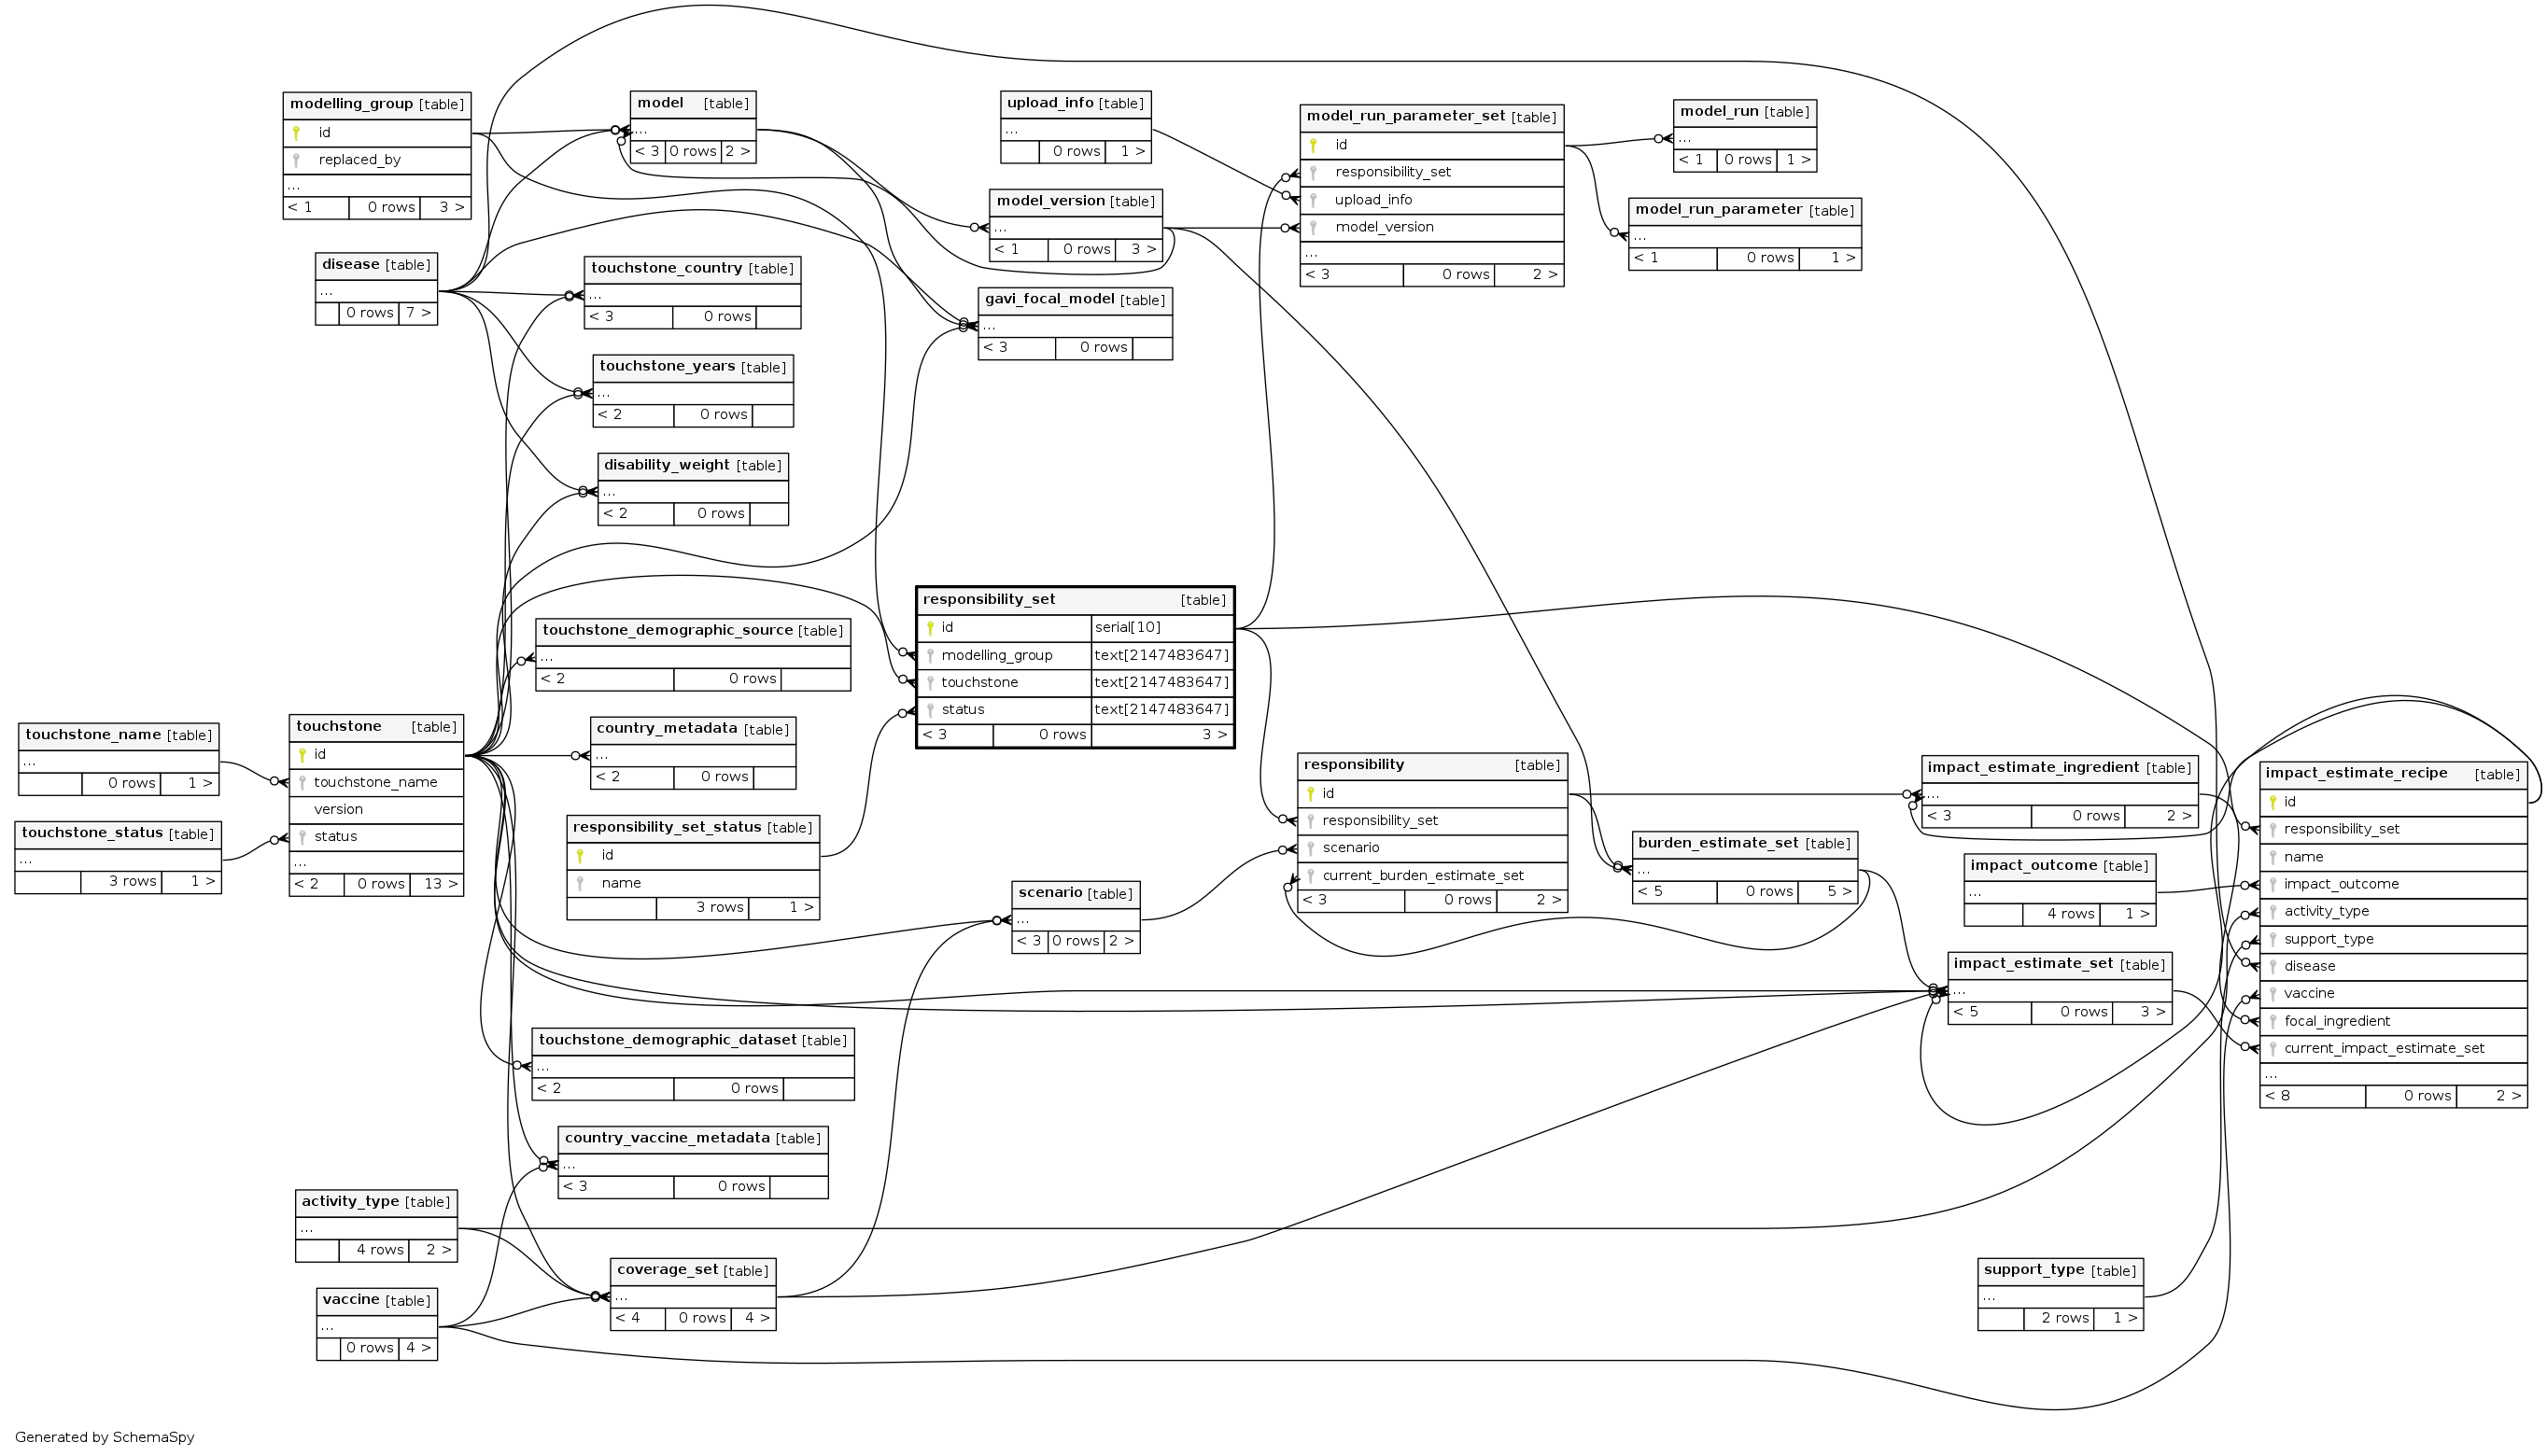 modelling_group [table]
id
replaced_by
...
< 1 0 rows 3 >
model [table]
...
< 3 0 rows 2 >
upload_info [table]
...
0 rows 1 >
model_run_parameter_set [table]
id
responsibility_set
upload_info
model_version
...
< 3 0 rows 2 >
model_run [table]
...
< 1 0 rows 1 >
model_version [table]
...
< 1 0 rows 3 >
model_run_parameter [table]
...
< 1 0 rows 1 >
disease [table]
...
0 rows 7 >
touchstone_country [table]
...
< 3 0 rows
gavi_focal_model [table]
...
< 3 0 rows
touchstone_years [table]
...
< 2 0 rows
disability_weight [table]
...
< 2 0 rows
responsibility_set [table]
id serial[10]
modelling_group text[2147483647]
touchstone text[2147483647]
status text[2147483647]
< 3 0 rows 3 >
touchstone_demographic_source [table]
...
< 2 0 rows
touchstone_name [table]
...
0 rows 1 >
touchstone_status [table]
...
3 rows 1 >
touchstone [table]
id
touchstone_name
version
status
...
< 2 0 rows 13 >
country_metadata [table]
...
< 2 0 rows
responsibility_set_status [table]
id
name
3 rows 1 >
scenario [table]
...
< 3 0 rows 2 >
responsibility [table]
id
responsibility_set
scenario
current_burden_estimate_set
< 3 0 rows 2 >
burden_estimate_set [table]
...
< 5 0 rows 5 >
impact_estimate_ingredient [table]
...
< 3 0 rows 2 >
impact_outcome [table]
...
4 rows 1 >
impact_estimate_set [table]
...
< 5 0 rows 3 >
impact_estimate_recipe [table]
id
responsibility_set
name
impact_outcome
activity_type
support_type
disease
vaccine
focal_ingredient
current_impact_estimate_set
...
< 8 0 rows 2 >
touchstone_demographic_dataset [table]
...
< 2 0 rows
country_vaccine_metadata [table]
...
< 3 0 rows
activity_type [table]
...
4 rows 2 >
vaccine [table]
...
0 rows 4 >
coverage_set [table]
...
< 4 0 rows 4 >
support_type [table]
...
2 rows 1 >
Generated by SchemaSpy